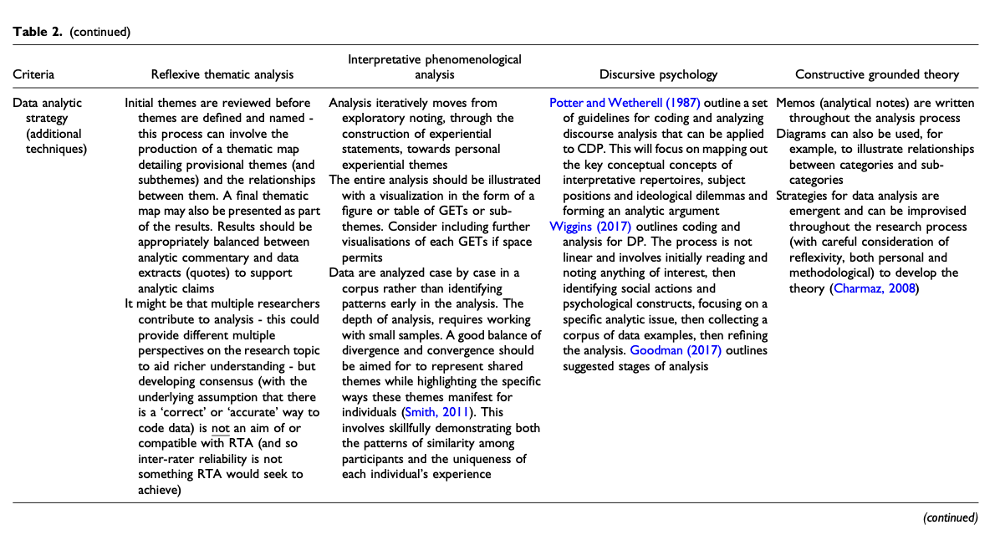 Table 2. (continued)
Criteria
Reflexive thematic analysis
Interpretative phenomenological
analysis
Discursive psychology
Constructive grounded theory
Data analytic
strategy
(additional
techniques)
Initial themes are reviewed before
themes are defined and named -
this process can involve the
production of a thematic map
detailing provisional themes (and
subthemes) and the relationships
between them. A final thematic
map may also be presented as part
of the results. Results should be
appropriately balanced between
analytic commentary and data
extracts (quotes) to support
analytic claims
It might be that multiple researchers
contribute to analysis - this could
provide different multiple
perspectives on the research topic
to aid richer understanding - but
developing consensus (with the
underlying assumption that there
is a ‘correct’ or ‘accurate’ way to
code data) is not an aim of or
compatible with RTA (and so
inter-rater reliability is not
something RTA would seek to
achieve)
Analysis iteratively moves from
exploratory noting, through the
construction of experiential
statements, towards personal
experiential themes
The entire analysis should be illustrated
with a visualization in the form of a
figure or table of GETs or sub-
themes. Consider including further
visualisations of each GETs if space
permits
Data are analyzed case by case in a
corpus rather than identifying
patterns early in the analysis. The
depth of analysis, requires working
with small samples. A good balance of
divergence and convergence should
be aimed for to represent shared
themes while highlighting the specific
ways these themes manifest for
individuals (Smith, 2011). This
involves skillfully demonstrating both
the patterns of similarity among
participants and the uniqueness of
each individual’s experience
Potter and Wetherell (1987) outline a set
of guidelines for coding and analyzing
discourse analysis that can be applied
to CDP. This will focus on mapping out
the key conceptual concepts of
interpretative repertoires, subject
positions and ideological dilemmas and
forming an analytic argument
Wiggins (2017) outlines coding and
analysis for DP. The process is not
linear and involves initially reading and
noting anything of interest, then
identifying social actions and
psychological constructs, focusing on a
specific analytic issue, then collecting a
corpus of data examples, then refining
the analysis. Goodman (2017) outlines
suggested stages of analysis
Memos (analytical notes) are written
throughout the analysis process
Diagrams can also be used, for
example, to illustrate relationships
between categories and sub-
categories
Strategies for data analysis are
emergent and can be improvised
throughout the research process
(with careful consideration of
reflexivity, both personal and
methodological) to develop the
theory (Charmaz, 2008)
(continued)